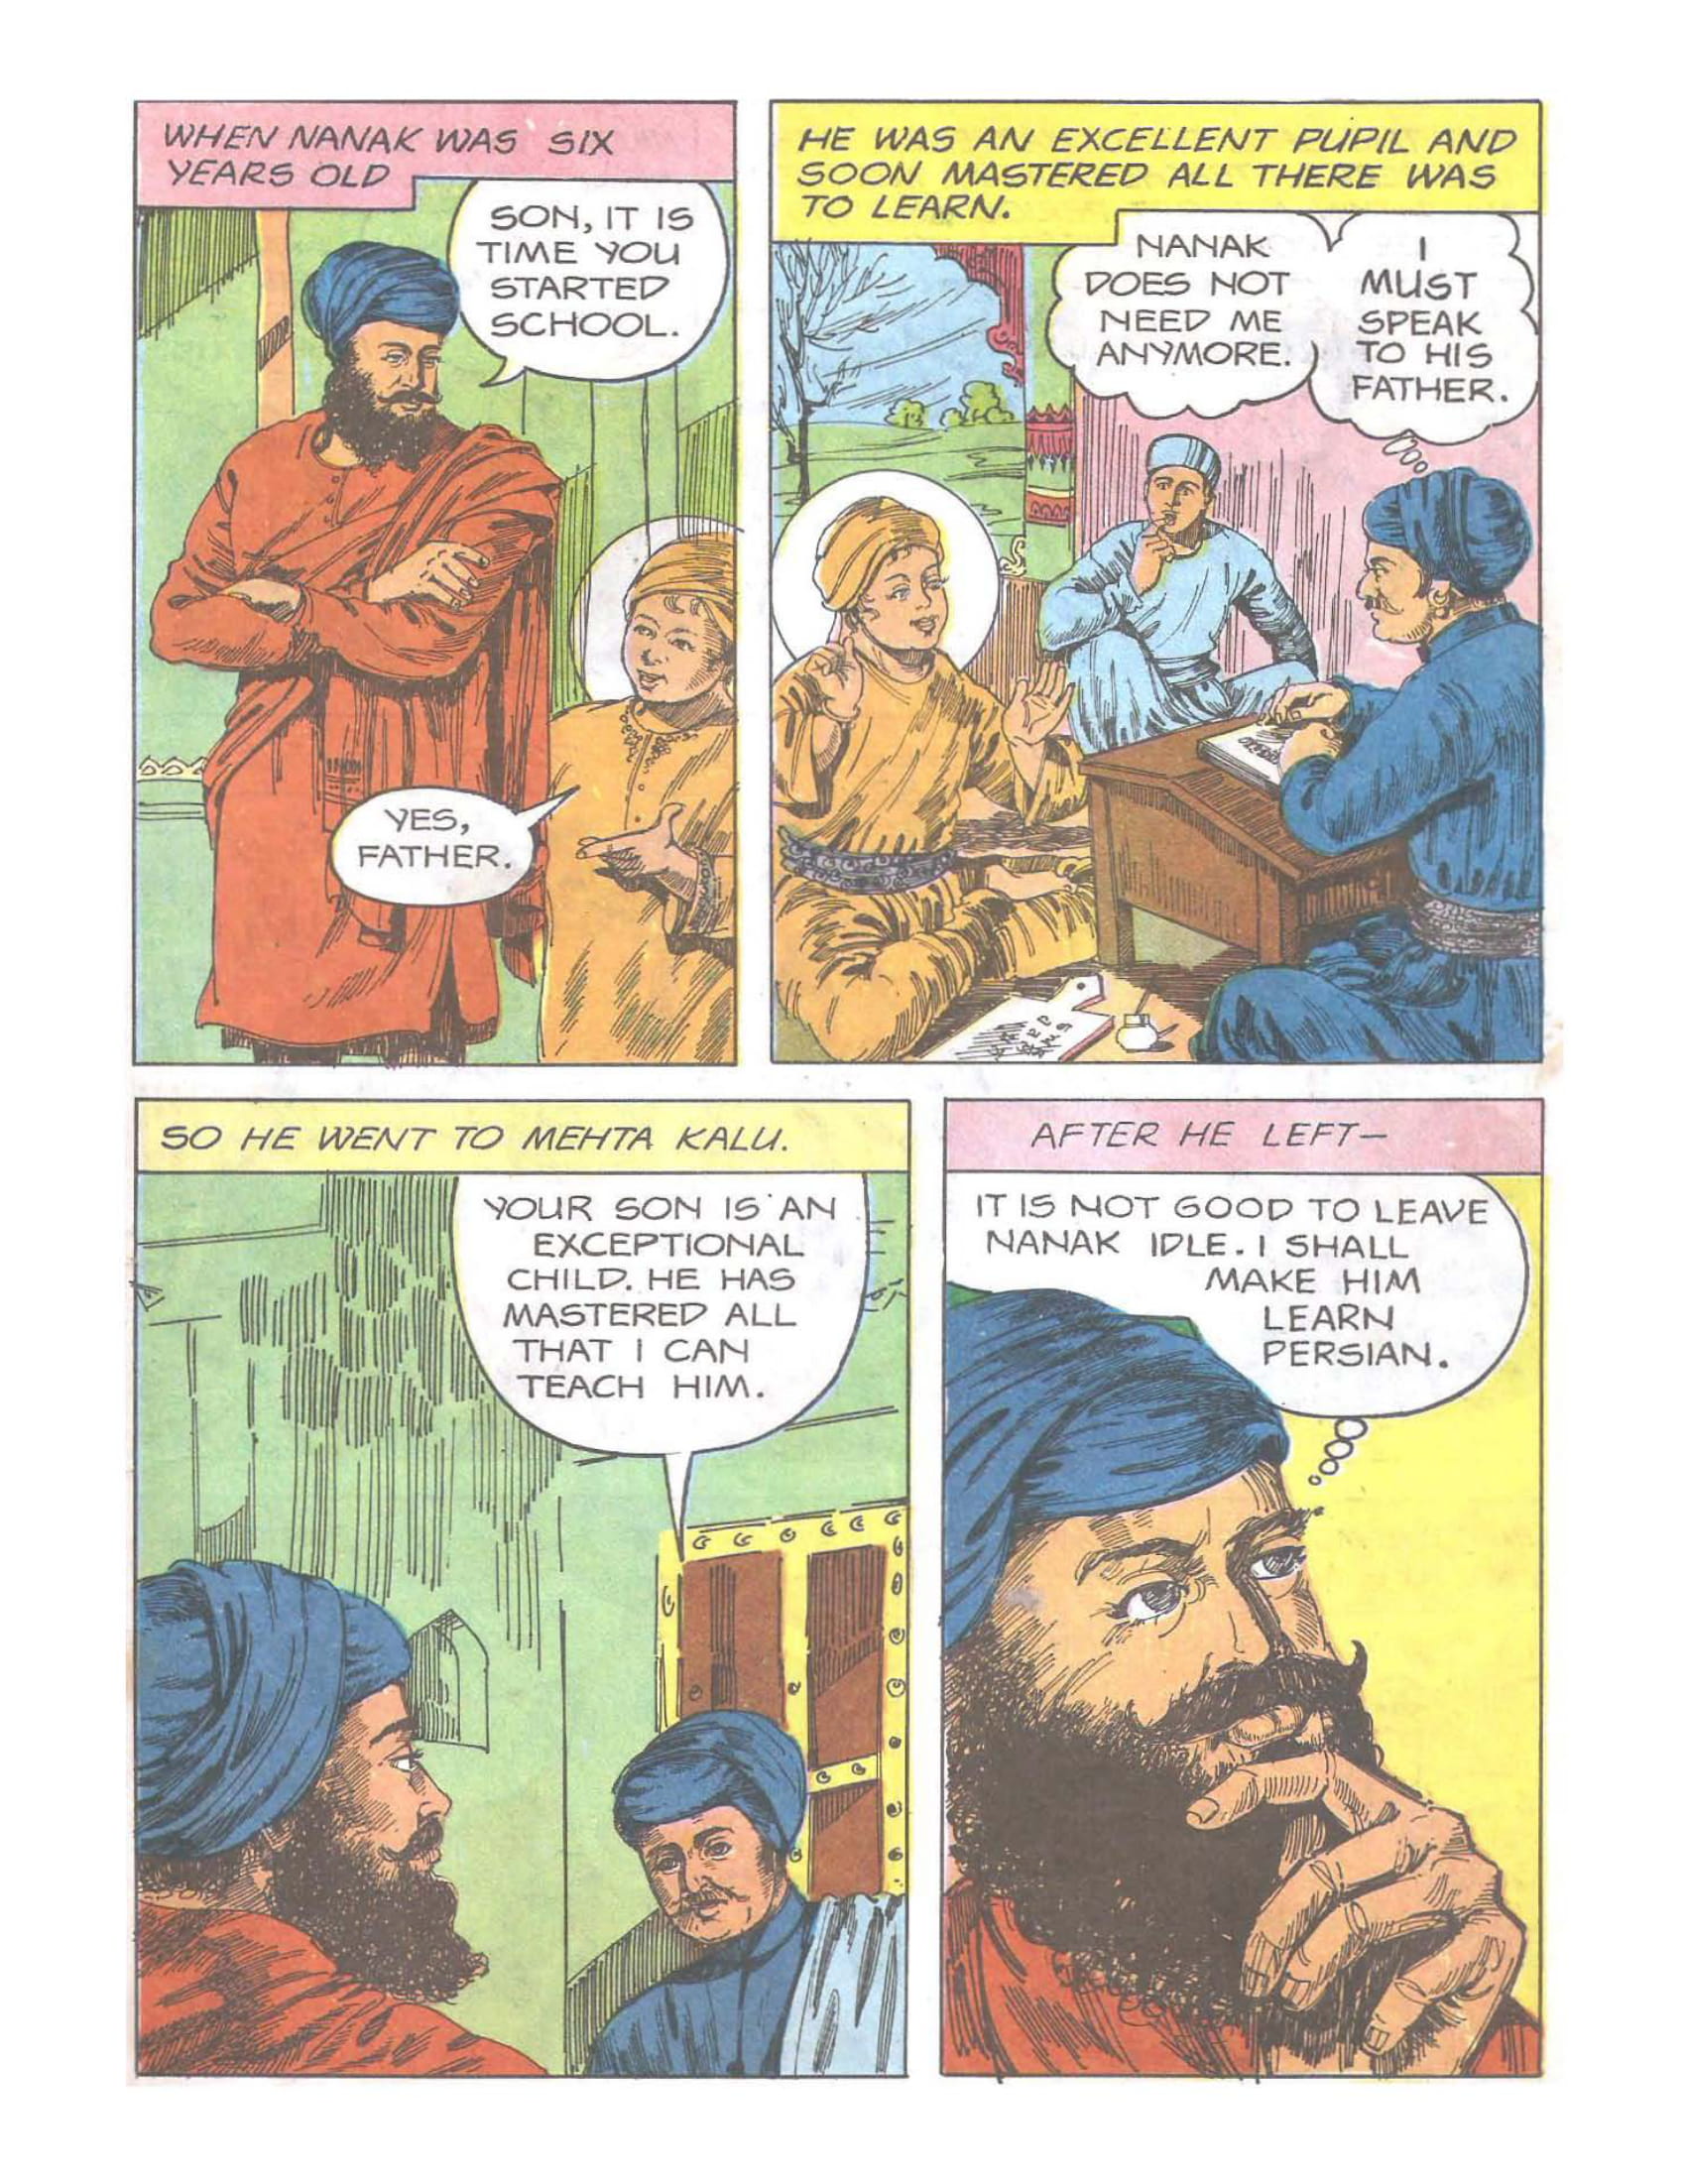 WHEN NANAK WAS SIX
YEARS OLD
SON, IT IS
TIME YOU
STARTED
SCHOOL.
YES,
FATHER.
HE WAS AN EXCELLENT PUPIL AND
SOON MASTERED ALL THERE WAS
TO LEARN.
NANAK
DOES NOT
NEED ME
ANYMORE.
I
MUST
SPEAK
TO HIS
FATHER.
SO HE WENT TO MEHTA KALU.
YOUR SON IS AN
EXCEPTIONAL
CHILD. HE HAS
MASTERED ALL
THAT I CAN
TEACH HIM.
AFTER HE LEFT—
IT IS NOT GOOD TO LEAVE
NANAK IDLE. I SHALL
MAKE HIM
LEARN
PERSIAN.